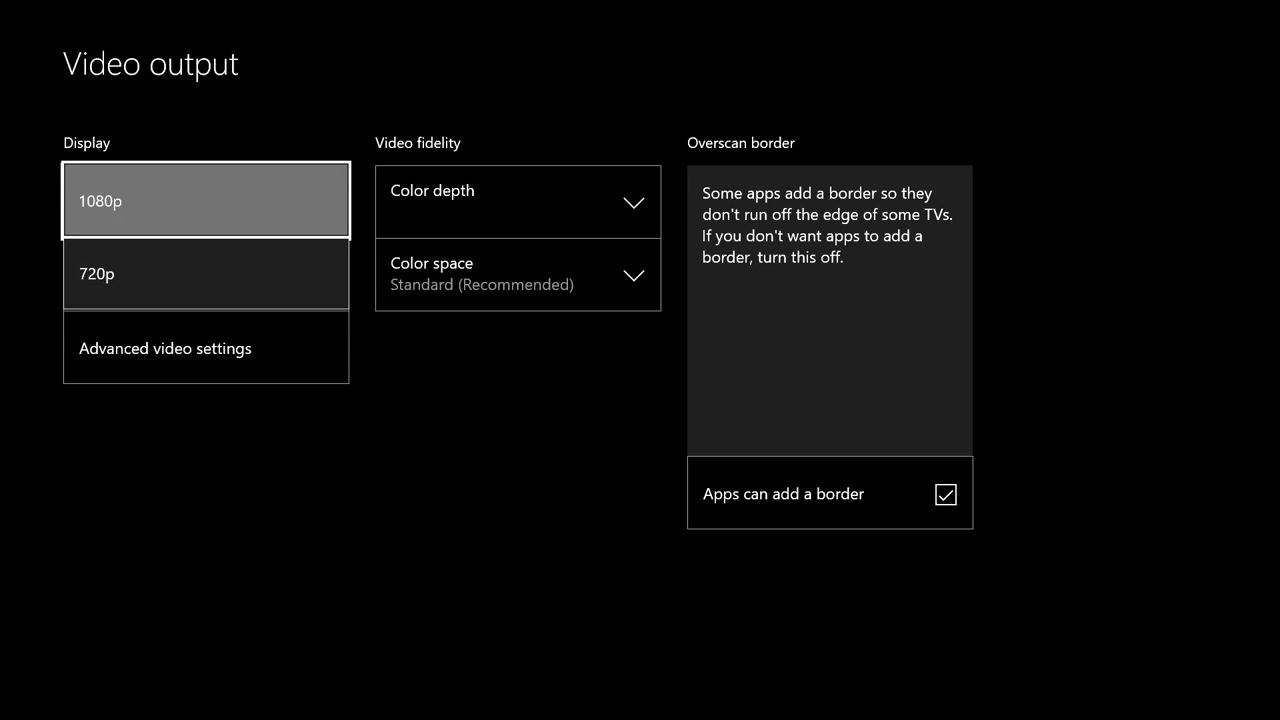 Video output
Display
1080p
720p
Advanced video settings
Video fidelity
Color depth
Color space
Standard (Recommended)
Overscan border
Some apps add a border so they
don't run off the edge of some TVs.
If you don't want apps to add a
border, turn this off.
Apps can add a border